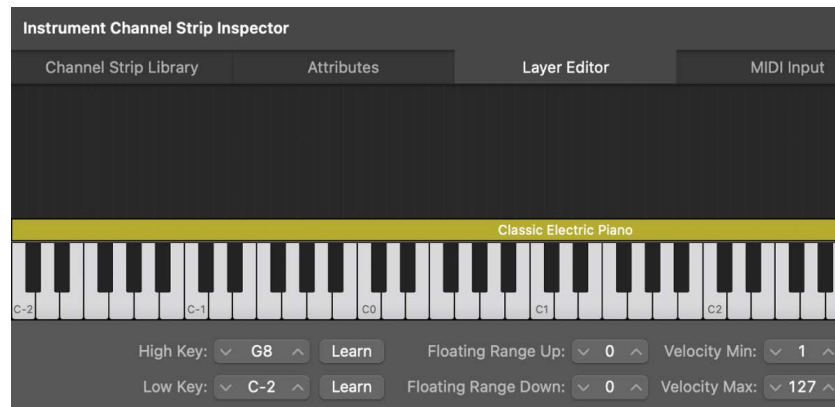 Instrument Channel Strip Inspector
Channel Strip Library Attributes Layer Editor MIDI Input
Classic Electric Piano
C-2 C-1 C0 C1 C2
High Key: G8 Learn Floating Range Up: 0 Velocity Min: 1
Low Key: C-2 Learn Floating Range Down: 0 Velocity Max: 127